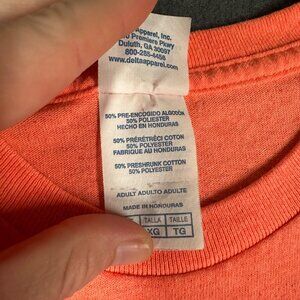 Apparel, Inc.
Premiere Pkwy
Duluth, GA 30097
800-285-4456
www.deltaapparel.com
50% PRE-ENCOGIDO ALGODÓN
50% POLIESTER
HECHO EN HONDURAS
50% PRÉRÉTRÉCI COTON
50% POLYESTER
FABRIQUE AU HONDURAS
50% PRESHRUNK COTTON
50% POLYESTER
ADULT ADULTO ADULTE
MADE IN HONDURAS
TALLA TAILLE
XG TG